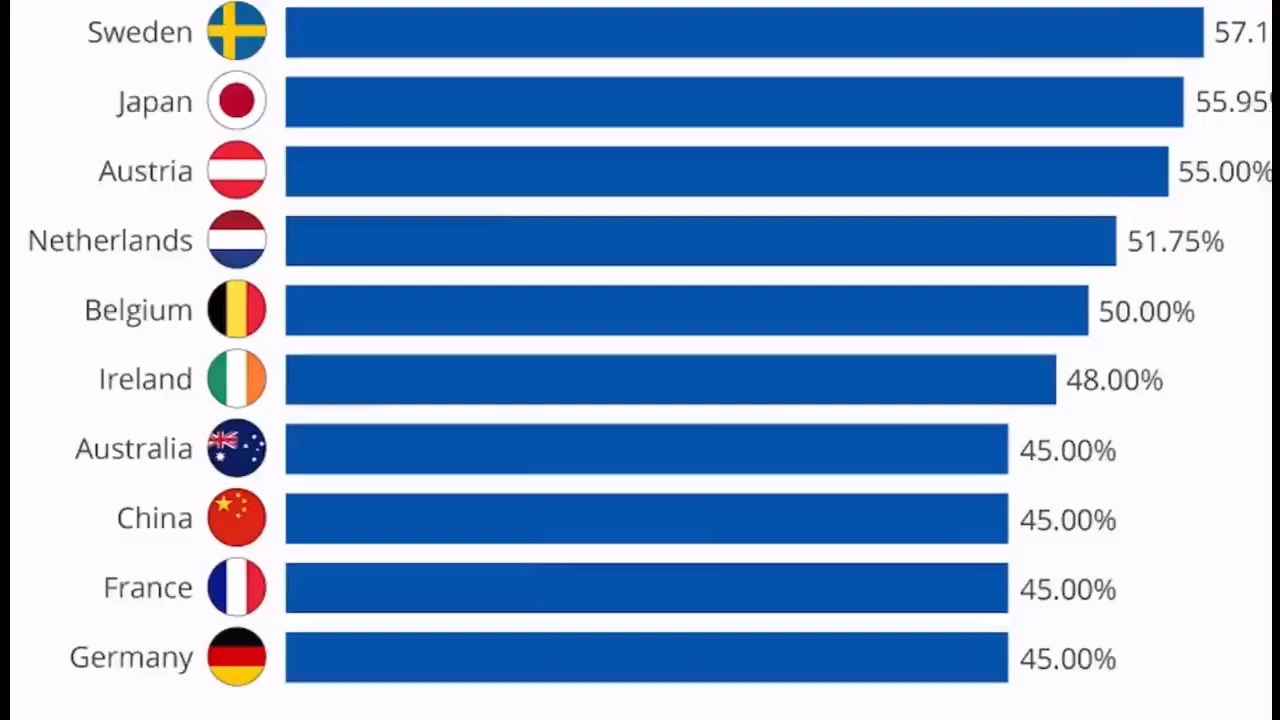 Sweden 57.1
Japan 55.95
Austria 55.00%
Netherlands 51.75%
Belgium 50.00%
Ireland 48.00%
Australia 45.00%
China 45.00%
France 45.00%
Germany 45.00%